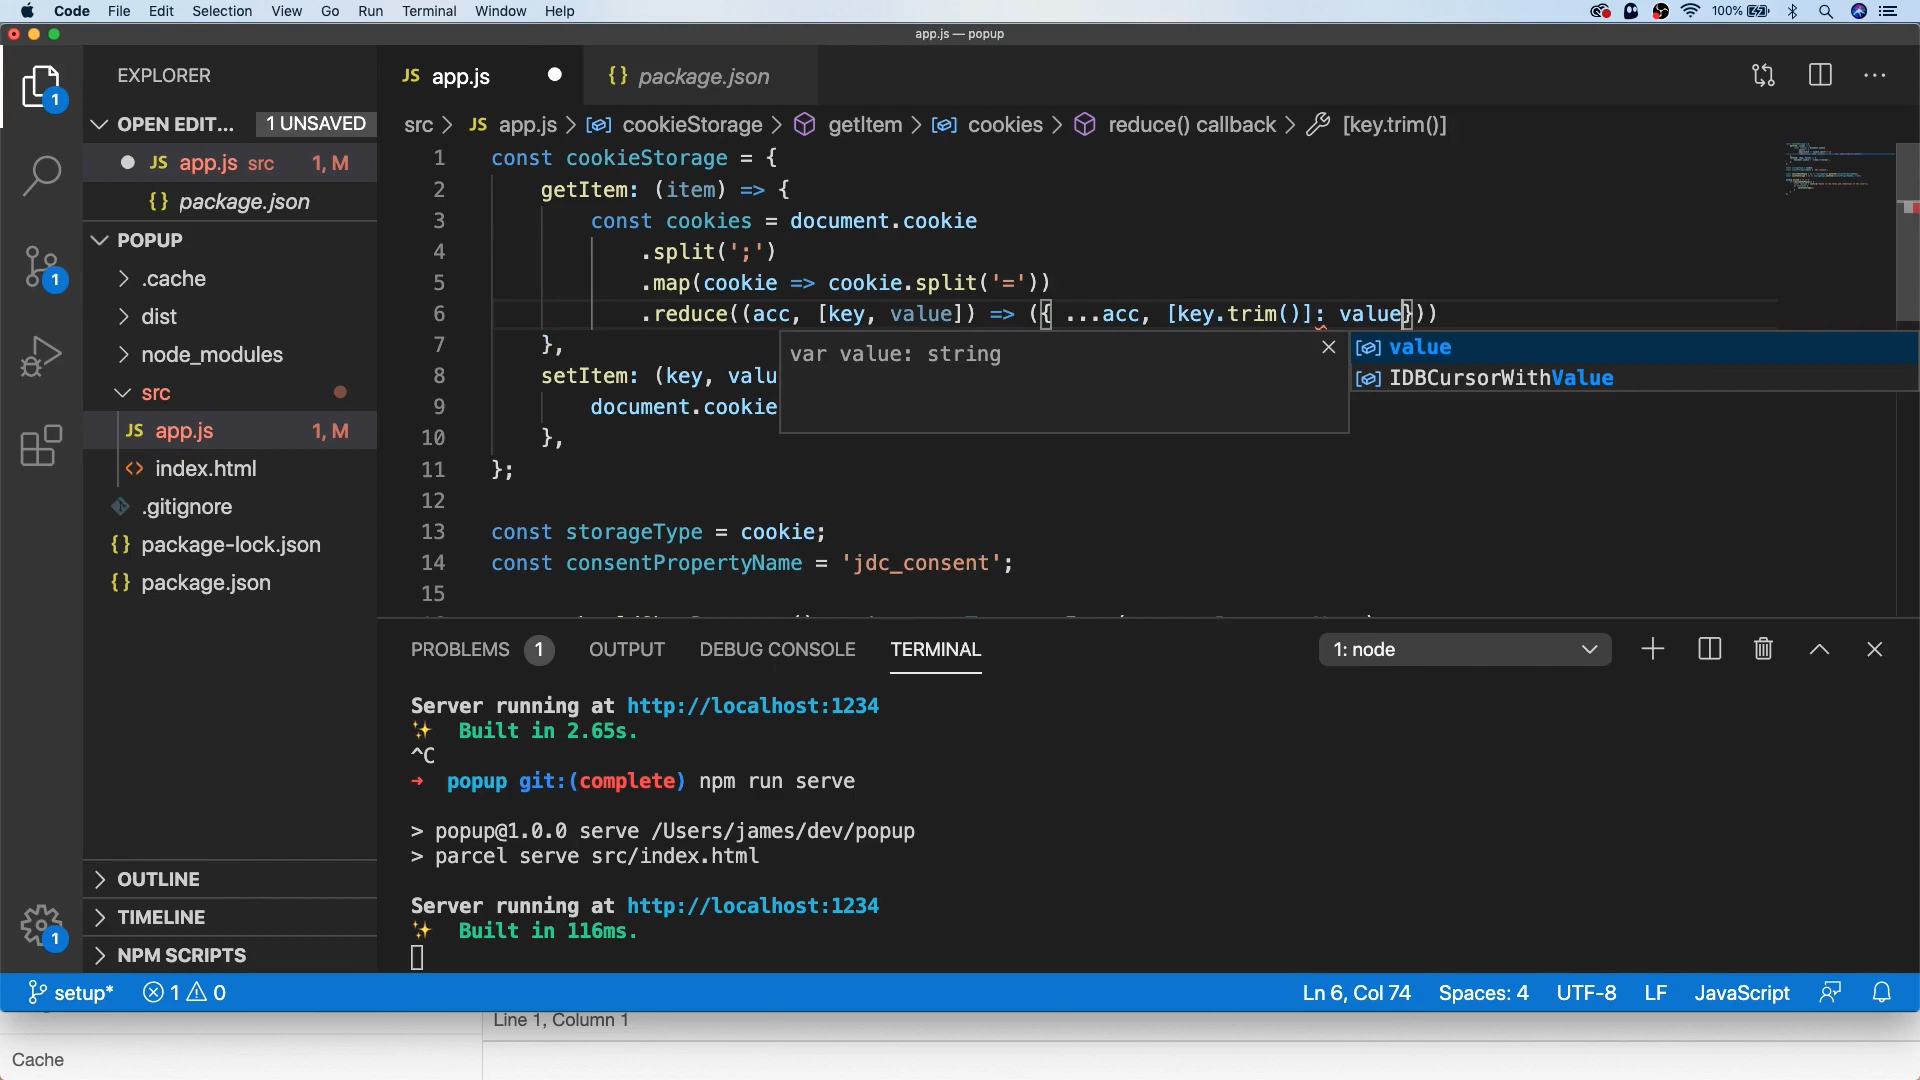 Code File Edit Selection View Go Run Terminal Window Help 100%
app.js — popup
EXPLORER
OPEN EDIT... 1 UNSAVED
JS app.js src 1, M
{} package.json
POPUP
.cache
dist
node_modules
src
JS app.js 1, M
<> index.html
.gitignore
{} package-lock.json
{} package.json
OUTLINE
TIMELINE
NPM SCRIPTS
1
1
1
JS app.js {} package.json
src > JS app.js > cookieStorage > getItem > cookies > reduce() callback > [key.trim()]
1 const cookieStorage = {
2 getItem: (item) => {
3 const cookies = document.cookie
4 .split(';')
5 .map(cookie => cookie.split('='))
6 .reduce((acc, [key, value]) => ({ ...acc, [key.trim()]: value}))
7 },
8 setItem: (key, valu
9 document.cookie
10 },
11 };
12
13 const storageType = cookie;
14 const consentPropertyName = 'jdc_consent';
15
var value: string
value
IDBCursorWithValue
PROBLEMS 1 OUTPUT DEBUG CONSOLE TERMINAL 1: node
Server running at http://localhost:1234
✨ Built in 2.65s.
^C
➜ popup git:(complete) npm run serve
> popup@1.0.0 serve /Users/james/dev/popup
> parcel serve src/index.html
Server running at http://localhost:1234
✨ Built in 116ms.
setup* 1 0 Ln 6, Col 74 Spaces: 4 UTF-8 LF JavaScript
Line 1, Column 1
Cache